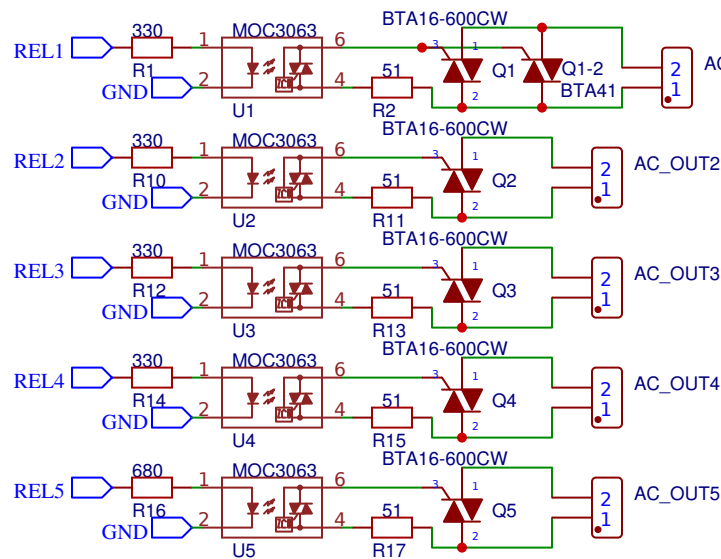 BTA16-600CW
330 MOC3063
REL1 1 6 3 1 2
R1 51 Q1 Q1-2 AC
GND 2 4 2 BTA41 1
U1 R2
BTA16-600CW
330 MOC3063
REL2 1 6 3 1 AC_OUT2
R10 51 Q2 2
GND 2 4 2 1
U2 R11
BTA16-600CW
330 MOC3063
REL3 1 6 3 1 AC_OUT3
R12 51 Q3 2
GND 2 4 2 1
U3 R13
BTA16-600CW
330 MOC3063
REL4 1 6 3 1 AC_OUT4
R14 51 Q4 2
GND 2 4 2 1
U4 R15
BTA16-600CW
680 MOC3063
REL5 1 6 3 1 AC_OUT5
R16 51 Q5 2
GND 2 4 2 1
U5 R17